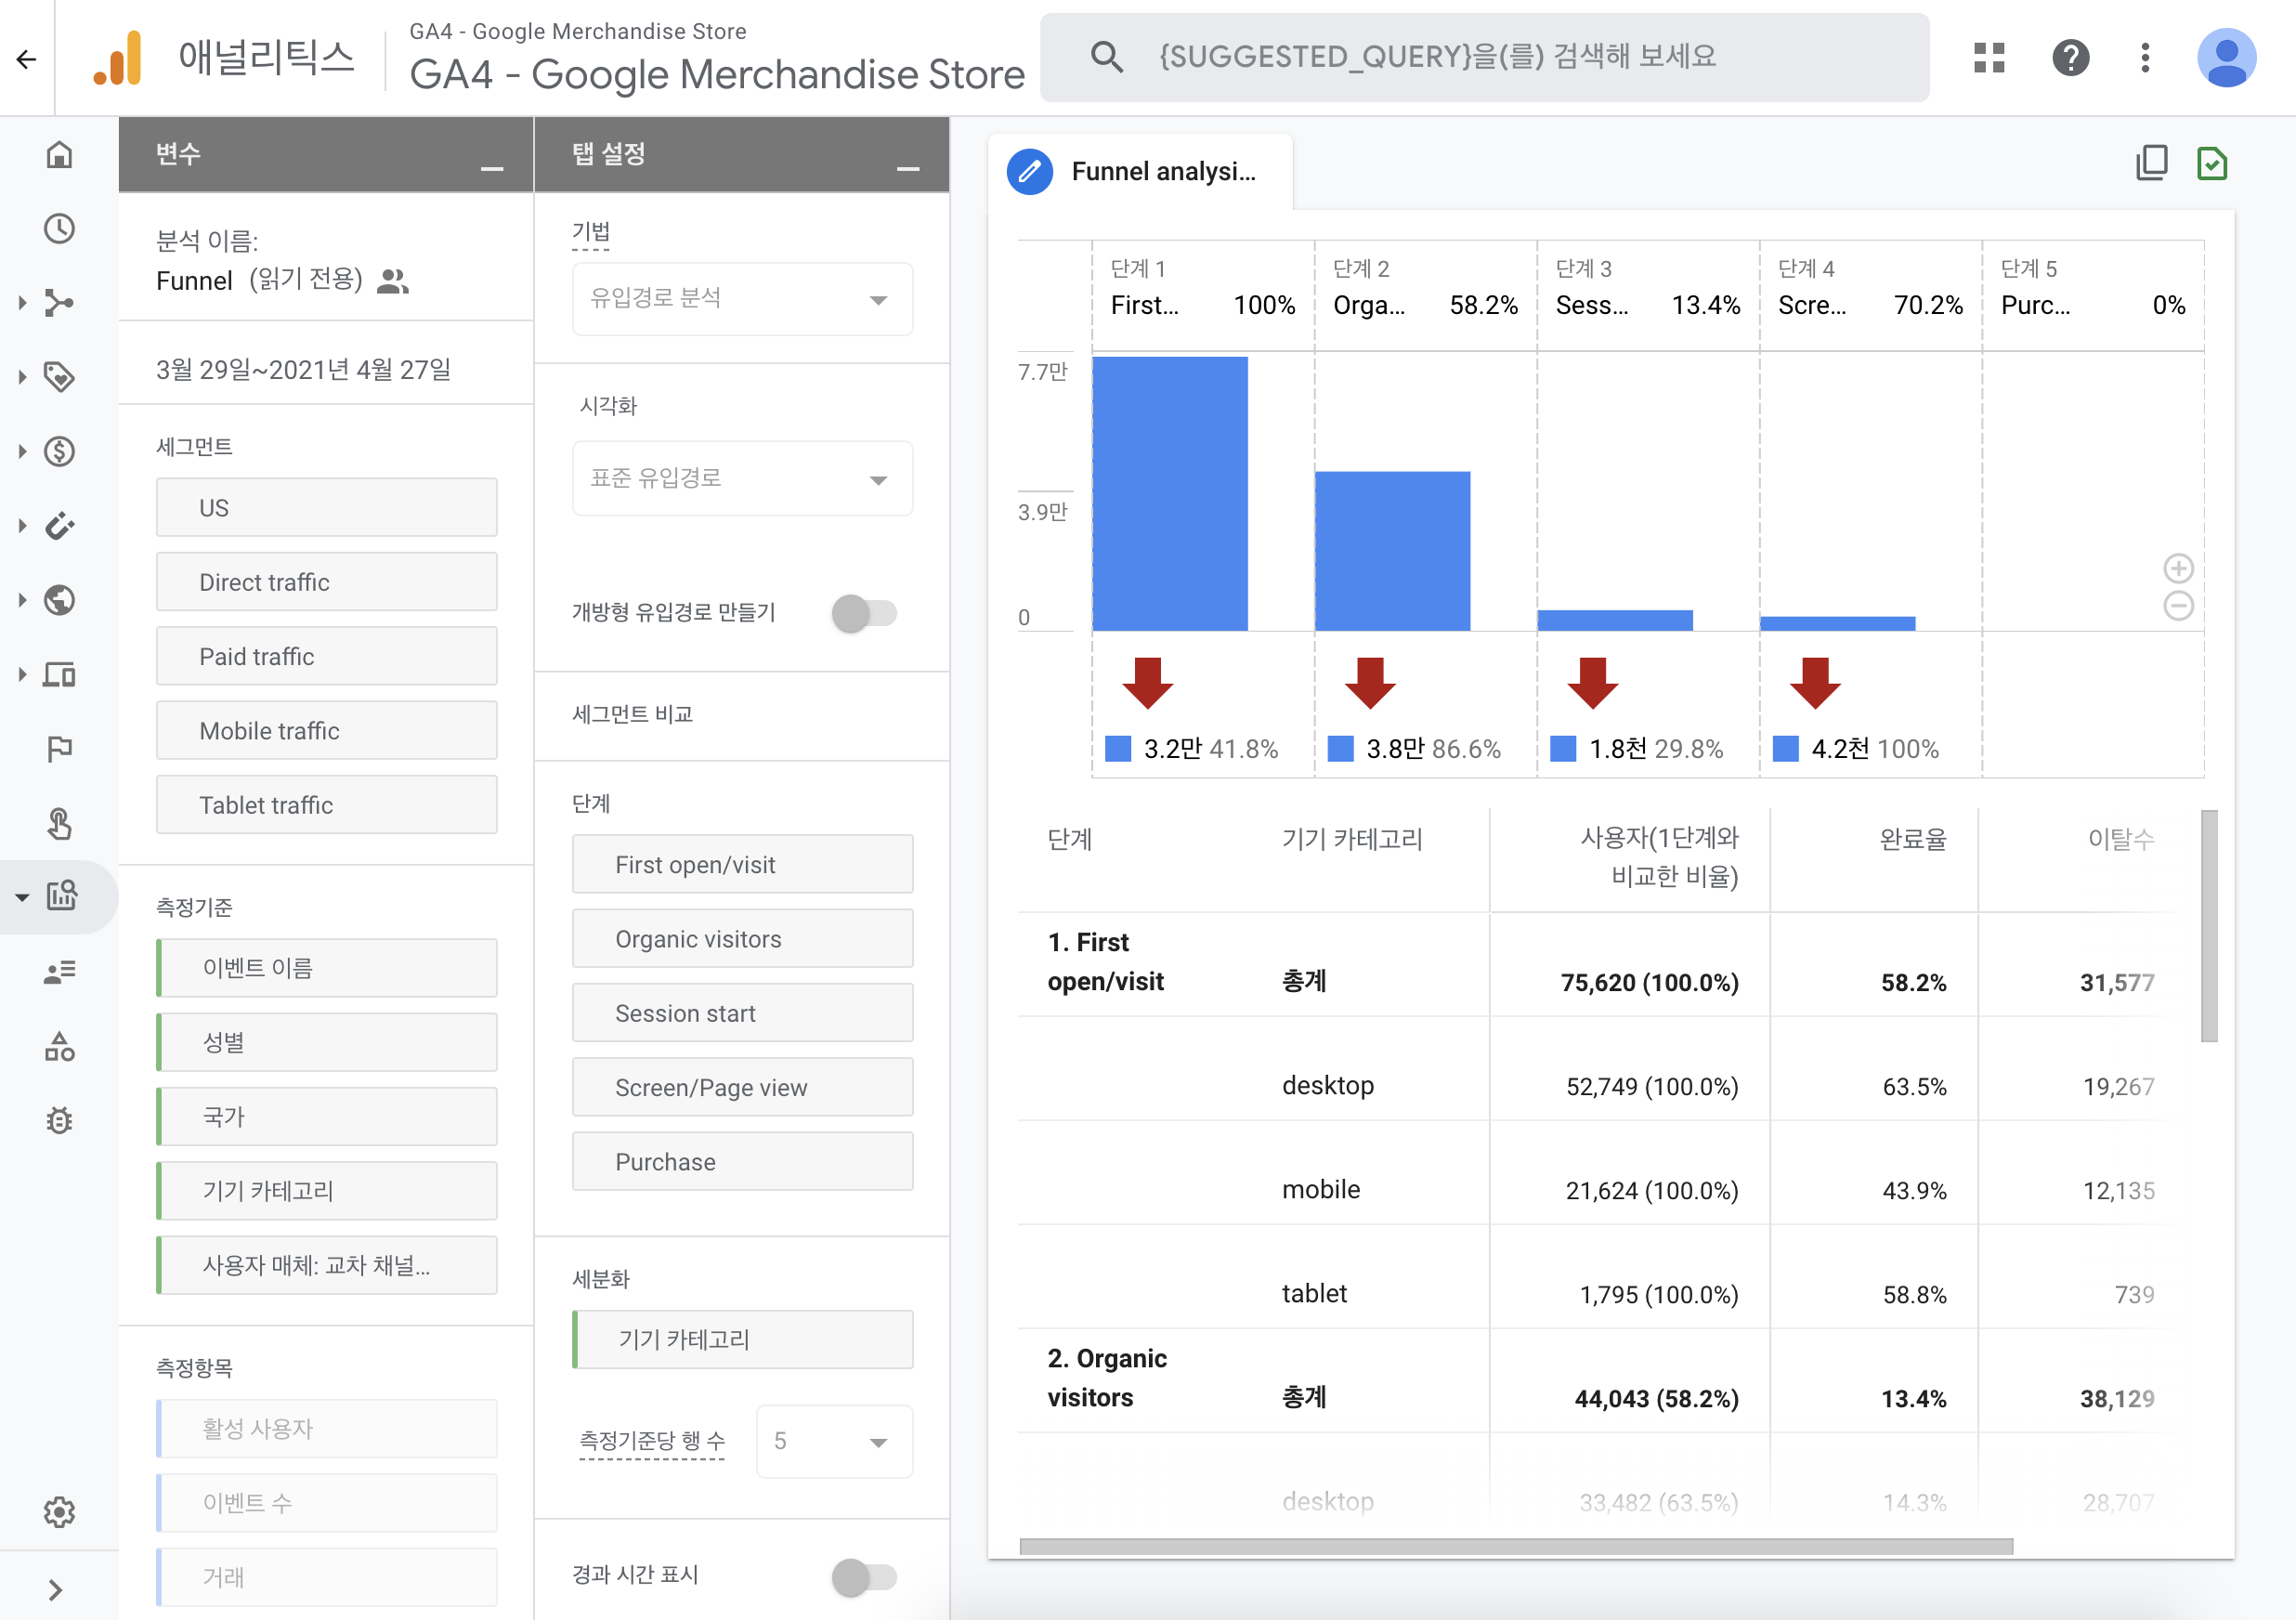 애널리틱스
GA4 - Google Merchandise Store
GA4 - Google Merchandise Store
{SUGGESTED_QUERY}을(를) 검색해 보세요
변수
분석 이름:
Funnel (읽기 전용)
3월 29일~2021년 4월 27일
세그먼트
US
Direct traffic
Paid traffic
Mobile traffic
Tablet traffic
측정기준
이벤트 이름
성별
국가
기기 카테고리
사용자 매체: 교차 채널...
측정항목
활성 사용자
이벤트 수
거래
탭 설정
기법
유입경로 분석
시각화
표준 유입경로
개방형 유입경로 만들기
세그먼트 비교
단계
First open/visit
Organic visitors
Session start
Screen/Page view
Purchase
세분화
기기 카테고리
측정기준당 행 수 5
경과 시간 표시
Funnel analysi...
단계 1 단계 2 단계 3 단계 4 단계 5
First... 100% Orga... 58.2% Sess... 13.4% Scre... 70.2% Purc... 0%
7.7만
3.9만
0
3.2만 41.8% 3.8만 86.6% 1.8천 29.8% 4.2천 100%
단계 기기 카테고리 사용자(1단계와 비교한 비율) 완료율 이탈수
1. First open/visit 총계 75,620 (100.0%) 58.2% 31,577
desktop 52,749 (100.0%) 63.5% 19,267
mobile 21,624 (100.0%) 43.9% 12,135
tablet 1,795 (100.0%) 58.8% 739
2. Organic visitors 총계 44,043 (58.2%) 13.4% 38,129
desktop 33,482 (63.5%) 14.3% 28,707